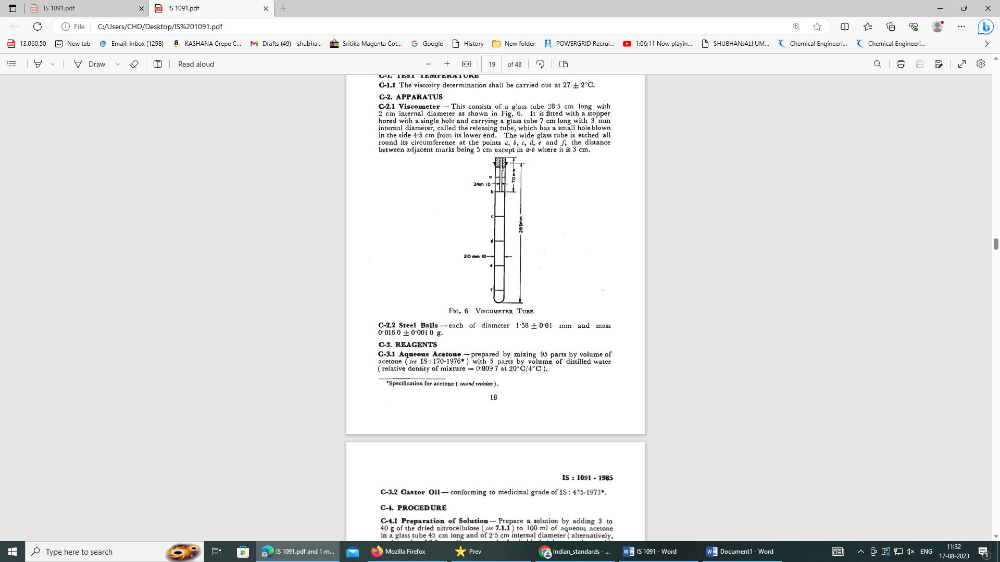 IS 1091.pdf
IS 1091.pdf
File
C:/Users/CHD/Desktop/IS%201091.pdf
13.060.50
New tab
Email: Inbox (1298)
KASHANA Crepe C...
Drafts (49) - shubha...
Sritika Magenta Cot...
Google
History
New folder
POWERGRID Recrui...
1:06:11 Now playin...
SHUBHANJALI UM...
Chemical Engineeri...
Chemical Engineeri...
Draw
Read aloud
19
of 48
C-1. TEST TEMPERATURE
C-1.1 The viscosity determination shall be carried out at 27 ± 2°C.
C-2. APPARATUS
C-2.1 Viscometer — This consists of a glass tube 28·5 cm long with
2 cm internal diameter as shown in Fig. 6. It is fitted with a stopper
bored with a single hole and carrying a glass tube 7 cm long with 3 mm
internal diameter, called the releasing tube, which has a small hole blown
in the side 4·5 cm from its lower end. The wide glass tube is etched all
round its circumference at the points a, b, c, d, e and f, the distance
between adjacent marks being 5 cm except in a-b where it is 3 cm.
a
3mm ID
70mm
b
c
285mm
d
20 mm ID
e
f
FIG. 6 VISCOMETER TUBE
C-2.2 Steel Balls — each of diameter 1·58 ± 0·01 mm and mass
0·016 0 ± 0·001 0 g.
C-3. REAGENTS
C-3.1 Aqueous Acetone — prepared by mixing 95 parts by volume of
acetone ( see IS : 170-1976* ) with 5 parts by volume of distilled water
( relative density of mixture = 0·809 7 at 20°C/4°C ).
*Specification for acetone ( second revision ).
18
IS : 1091 - 1985
C-3.2 Castor Oil — conforming to medicinal grade of IS : 435-1973*.
C-4. PROCEDURE
C-4.1 Preparation of Solution — Prepare a solution by adding 3 to
40 g of the dried nitrocellulose ( see 7.1.1 ) to 100 ml of aqueous acetone
in a glass tube 45 cm long and of 2·5 cm internal diameter ( alternatively,
Type here to search
IS 1091.pdf and 1 m...
Mozilla Firefox
Prev
Indian_standards - ...
IS 1091 - Word
Document1 - Word
ENG
11:32
17-08-2023
1